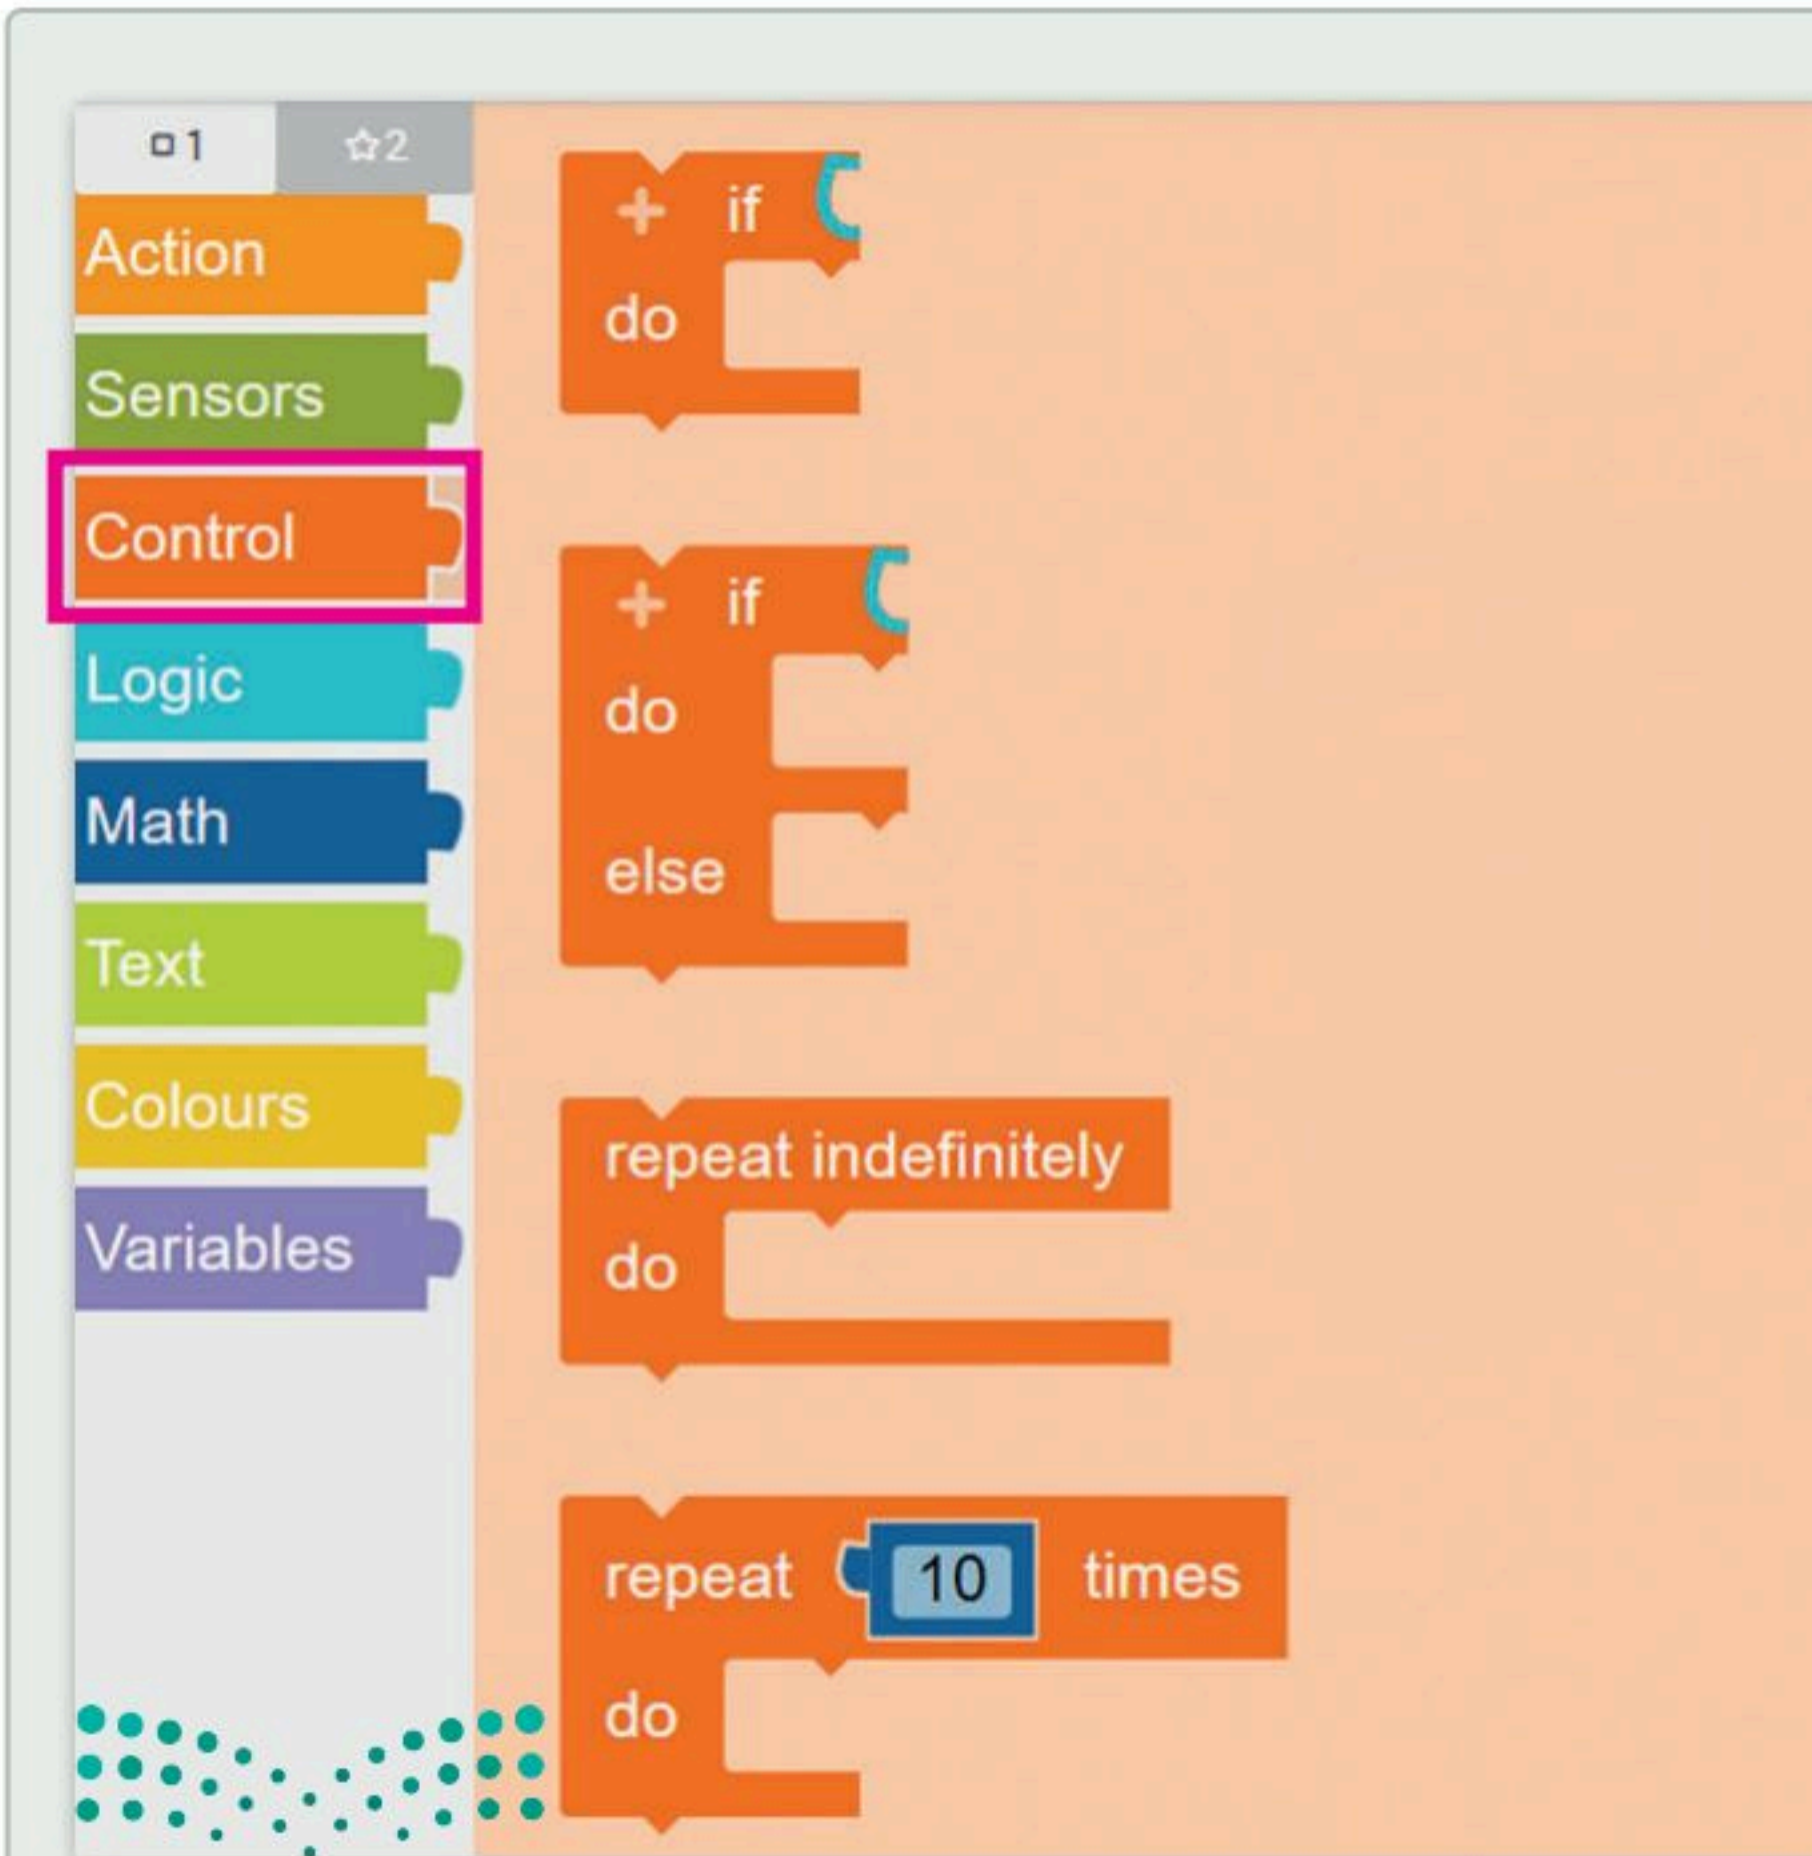 1
2
Action
Sensors
Control
Logic
Math
Text
Colours
Variables
+ if
do
+ if
do
else
repeat indefinitely
do
repeat 10 times
do